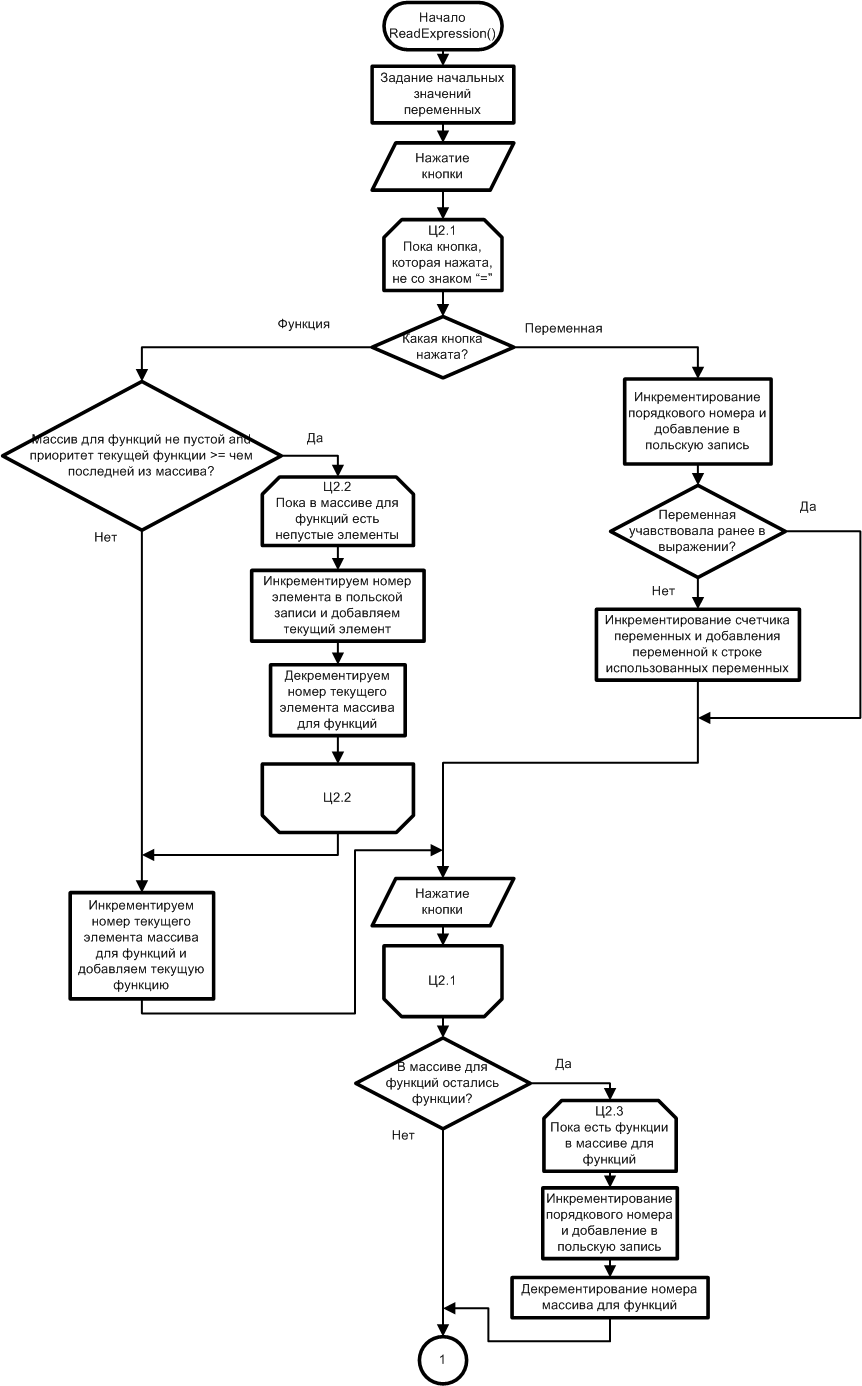 Начало
ReadExpression()
Задание начальных
значений
переменных
Нажатие
кнопки
Ц2.1
Пока кнопка,
которая нажата,
не со знаком “=”
Функция
Какая кнопка
нажата?
Переменная
Массив для функций не пустой and
приоритет текущей функции >= чем
последней из массива?
Да
Нет
Ц2.2
Пока в массиве для
функций есть
непустые элементы
Инкрементируем номер
элемента в польской
записи и добавляем
текущий элемент
Декрементируем
номер текущего
элемента массива
для функций
Ц2.2
Инкрементируем
номер текущего
элемента массива
для функций и
добавляем текущую
функцию
Инкрементирование
порядкового номера и
добавление в
польскую запись
Переменная
учавствовала ранее в
выражении?
Да
Нет
Инкрементирование счетчика
переменных и добавления
переменной к строке
использованных переменных
Нажатие
кнопки
Ц2.1
В массиве для
функций остались
функции?
Да
Нет
Ц2.3
Пока есть функции
в массиве для
функций
Инкрементирование
порядкового номера
и добавление в
польскую запись
Декрементирование номера
массива для функций
1